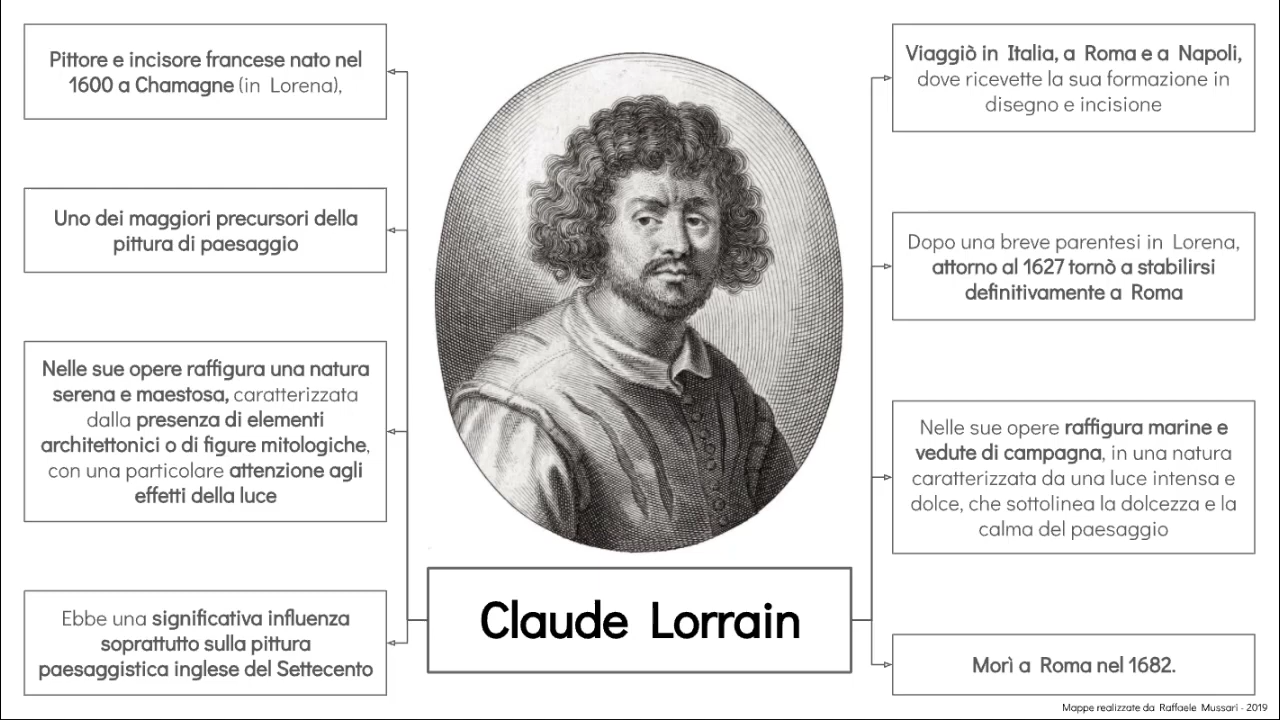 Pittore e incisore francese nato nel
1600 a Chamagne (in Lorena),
Uno dei maggiori precursori della
pittura di paesaggio
Nelle sue opere raffigura una natura
serena e maestosa, caratterizzata
dalla presenza di elementi
architettonici o di figure mitologiche,
con una particolare attenzione agli
effetti della luce
Ebbe una significativa influenza
soprattutto sulla pittura
paesaggistica inglese del Settecento
Claude Lorrain
Viaggiò in Italia, a Roma e a Napoli,
dove ricevette la sua formazione in
disegno e incisione
Dopo una breve parentesi in Lorena,
attorno al 1627 tornò a stabilirsi
definitivamente a Roma
Nelle sue opere raffigura marine e
vedute di campagna, in una natura
caratterizzata da una luce intensa e
dolce, che sottolinea la dolcezza e la
calma del paesaggio
Morì a Roma nel 1682.
Mappe realizzate da Raffaele Mussari - 2019